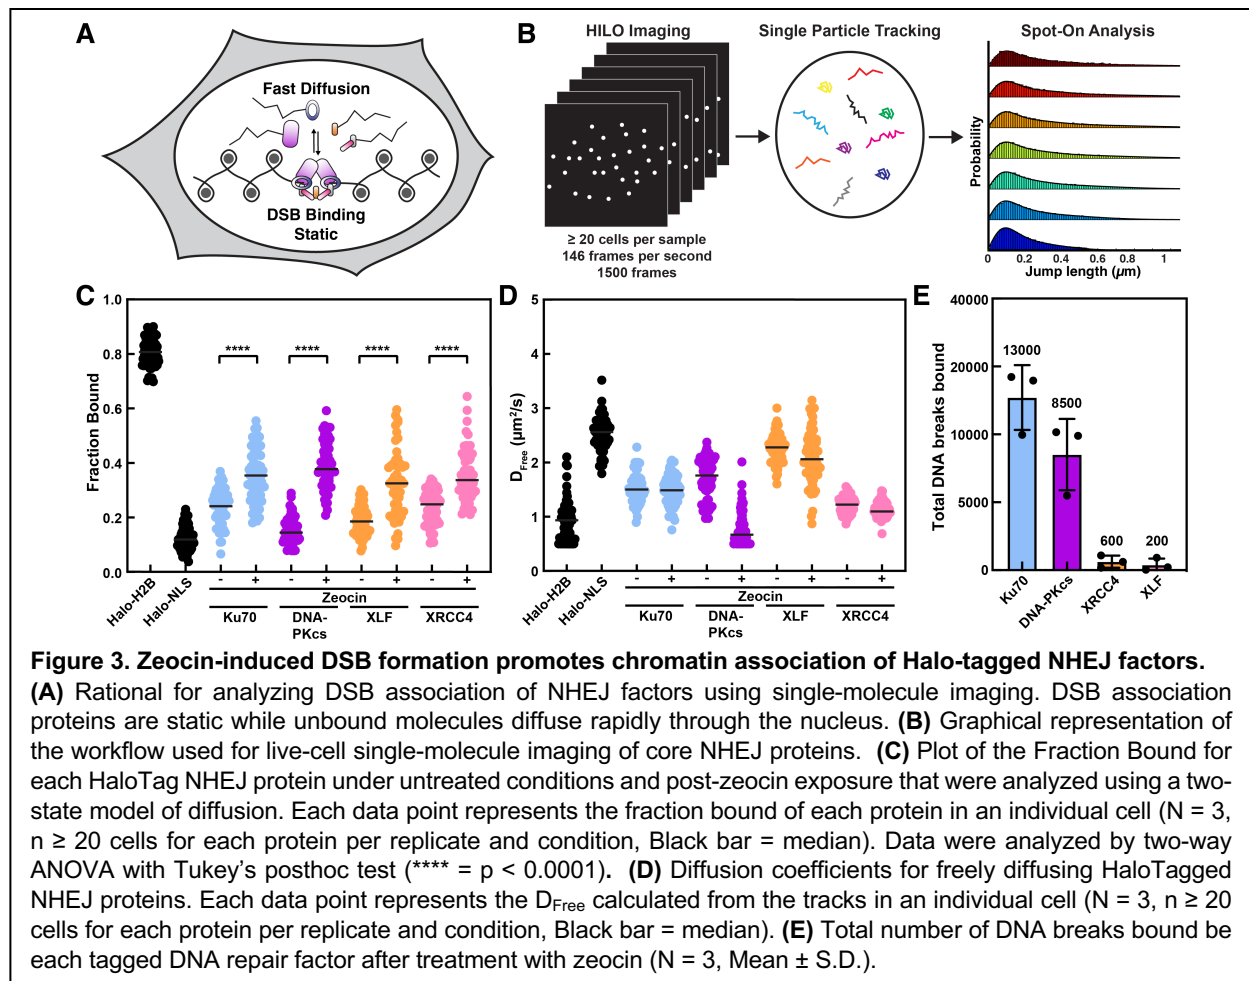 A
Fast Diffusion
DSB Binding
Static
B
HILO Imaging
≥ 20 cells per sample
146 frames per second
1500 frames
Single Particle Tracking
Spot-On Analysis
Probability
0 0.2 0.4 0.6 0.8 1
Jump length (µm)
C
Fraction Bound
1.0
0.8
0.6
0.4
0.2
0.0
**** **** **** ****
- + - + - + - +
Halo-H2B
Halo-NLS
Zeocin
Ku70 DNA-PKcs XLF XRCC4
D
DFree (µm²/s)
5
4
3
2
1
0
- + - + - + - +
Halo-H2B
Halo-NLS
Zeocin
Ku70 DNA-PKcs XLF XRCC4
E
Total DNA breaks bound
40000
20000
10000
5000
0
13000
8500
600
200
Ku70
DNA-PKcs
XRCC4
XLF
Figure 3. Zeocin-induced DSB formation promotes chromatin association of Halo-tagged NHEJ factors.
(A) Rational for analyzing DSB association of NHEJ factors using single-molecule imaging. DSB association
proteins are static while unbound molecules diffuse rapidly through the nucleus. (B) Graphical representation of
the workflow used for live-cell single-molecule imaging of core NHEJ proteins. (C) Plot of the Fraction Bound for
each HaloTag NHEJ protein under untreated conditions and post-zeocin exposure that were analyzed using a two-
state model of diffusion. Each data point represents the fraction bound of each protein in an individual cell (N = 3,
n ≥ 20 cells for each protein per replicate and condition, Black bar = median). Data were analyzed by two-way
ANOVA with Tukey's posthoc test (**** = p < 0.0001). (D) Diffusion coefficients for freely diffusing HaloTagged
NHEJ proteins. Each data point represents the DFree calculated from the tracks in an individual cell (N = 3, n ≥ 20
cells for each protein per replicate and condition, Black bar = median). (E) Total number of DNA breaks bound be
each tagged DNA repair factor after treatment with zeocin (N = 3, Mean ± S.D.).